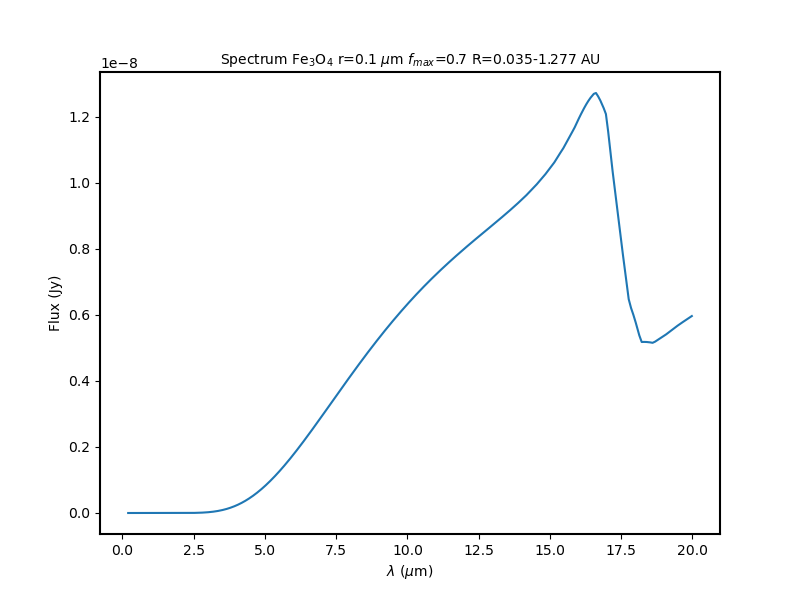 Spectrum Fe₃O₄ r=0.1 μm f_max=0.7 R=0.035-1.277 AU
1e−8
1.2
1.0
0.8
0.6
0.4
0.2
0.0
Flux (Jy)
0.0 2.5 5.0 7.5 10.0 12.5 15.0 17.5 20.0
λ (μm)